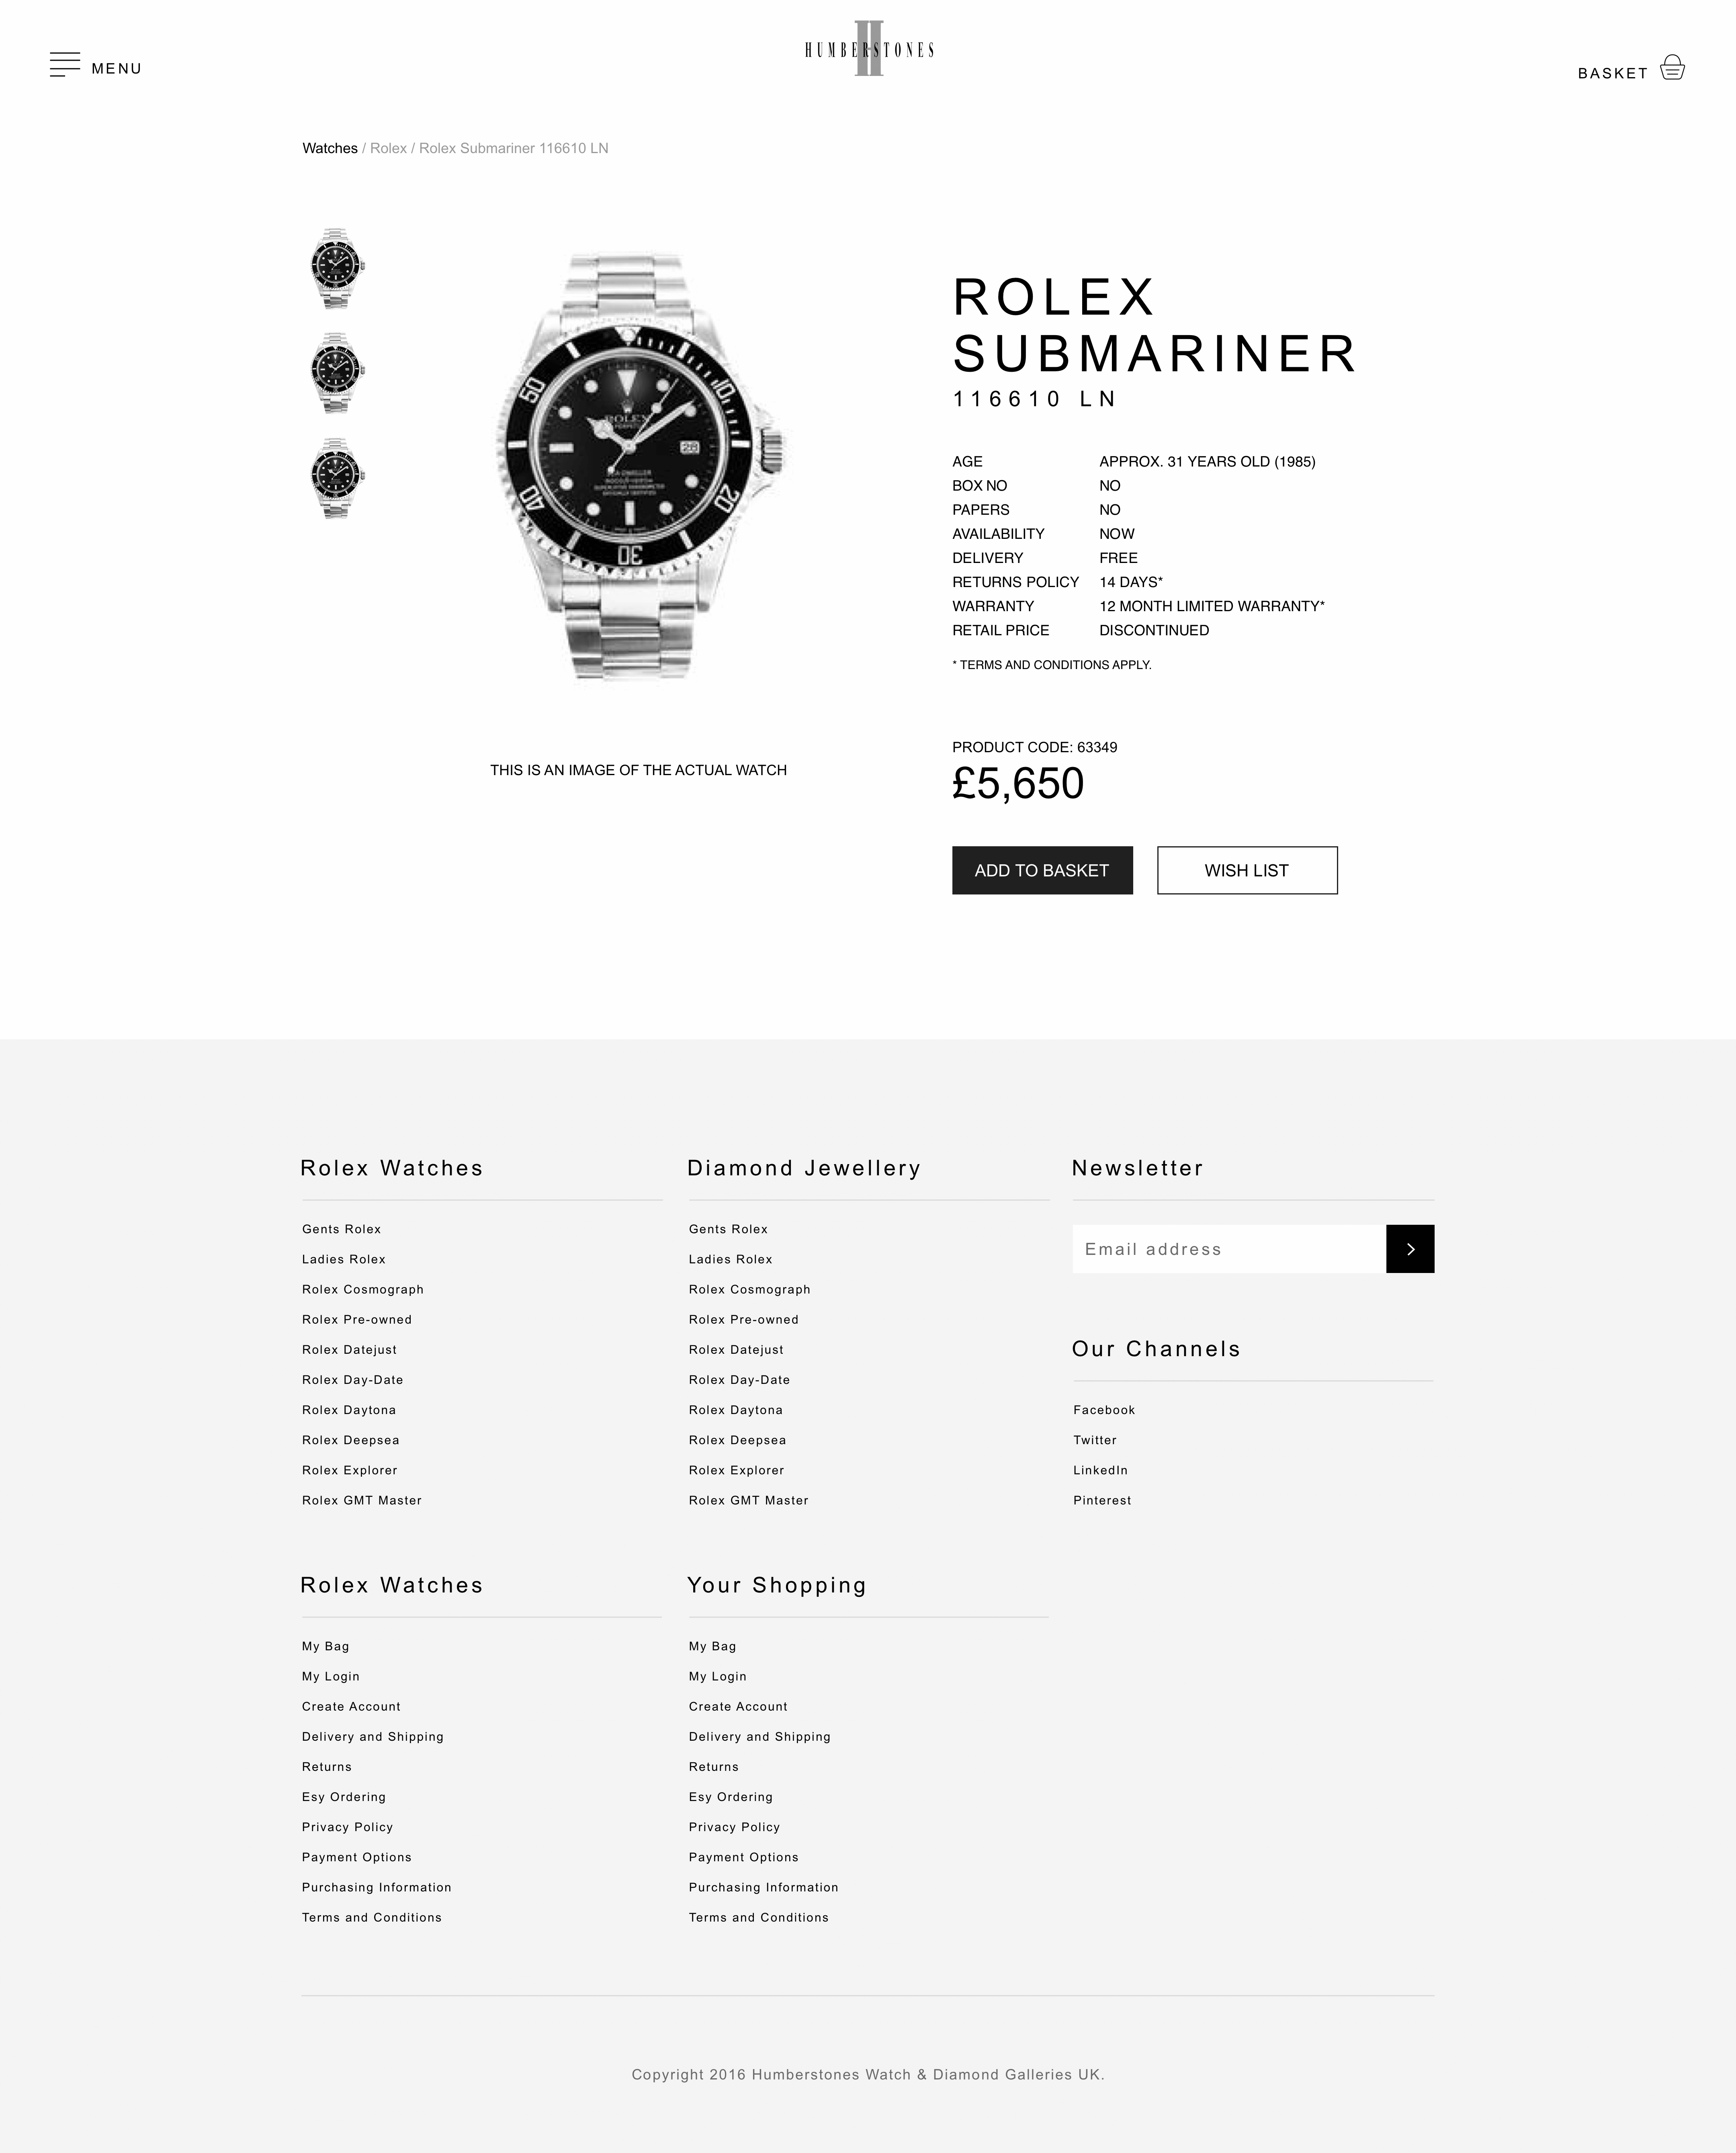 MENU
HUMBERSTONES
BASKET
Watches / Rolex / Rolex Submariner 116610 LN
ROLEX
SUBMARINER
116610 LN
50
10
ROLEX
28
40
20
30
AGE APPROX. 31 YEARS OLD (1985)
BOX NO NO
PAPERS NO
AVAILABILITY NOW
DELIVERY FREE
RETURNS POLICY 14 DAYS*
WARRANTY 12 MONTH LIMITED WARRANTY*
RETAIL PRICE DISCONTINUED
* TERMS AND CONDITIONS APPLY.
THIS IS AN IMAGE OF THE ACTUAL WATCH
PRODUCT CODE: 63349
£5,650
ADD TO BASKET
WISH LIST
Rolex Watches
Gents Rolex
Ladies Rolex
Rolex Cosmograph
Rolex Pre-owned
Rolex Datejust
Rolex Day-Date
Rolex Daytona
Rolex Deepsea
Rolex Explorer
Rolex GMT Master
Diamond Jewellery
Gents Rolex
Ladies Rolex
Rolex Cosmograph
Rolex Pre-owned
Rolex Datejust
Rolex Day-Date
Rolex Daytona
Rolex Deepsea
Rolex Explorer
Rolex GMT Master
Newsletter
Email address
Our Channels
Facebook
Twitter
LinkedIn
Pinterest
Rolex Watches
My Bag
My Login
Create Account
Delivery and Shipping
Returns
Esy Ordering
Privacy Policy
Payment Options
Purchasing Information
Terms and Conditions
Your Shopping
My Bag
My Login
Create Account
Delivery and Shipping
Returns
Esy Ordering
Privacy Policy
Payment Options
Purchasing Information
Terms and Conditions
Copyright 2016 Humberstones Watch & Diamond Galleries UK.